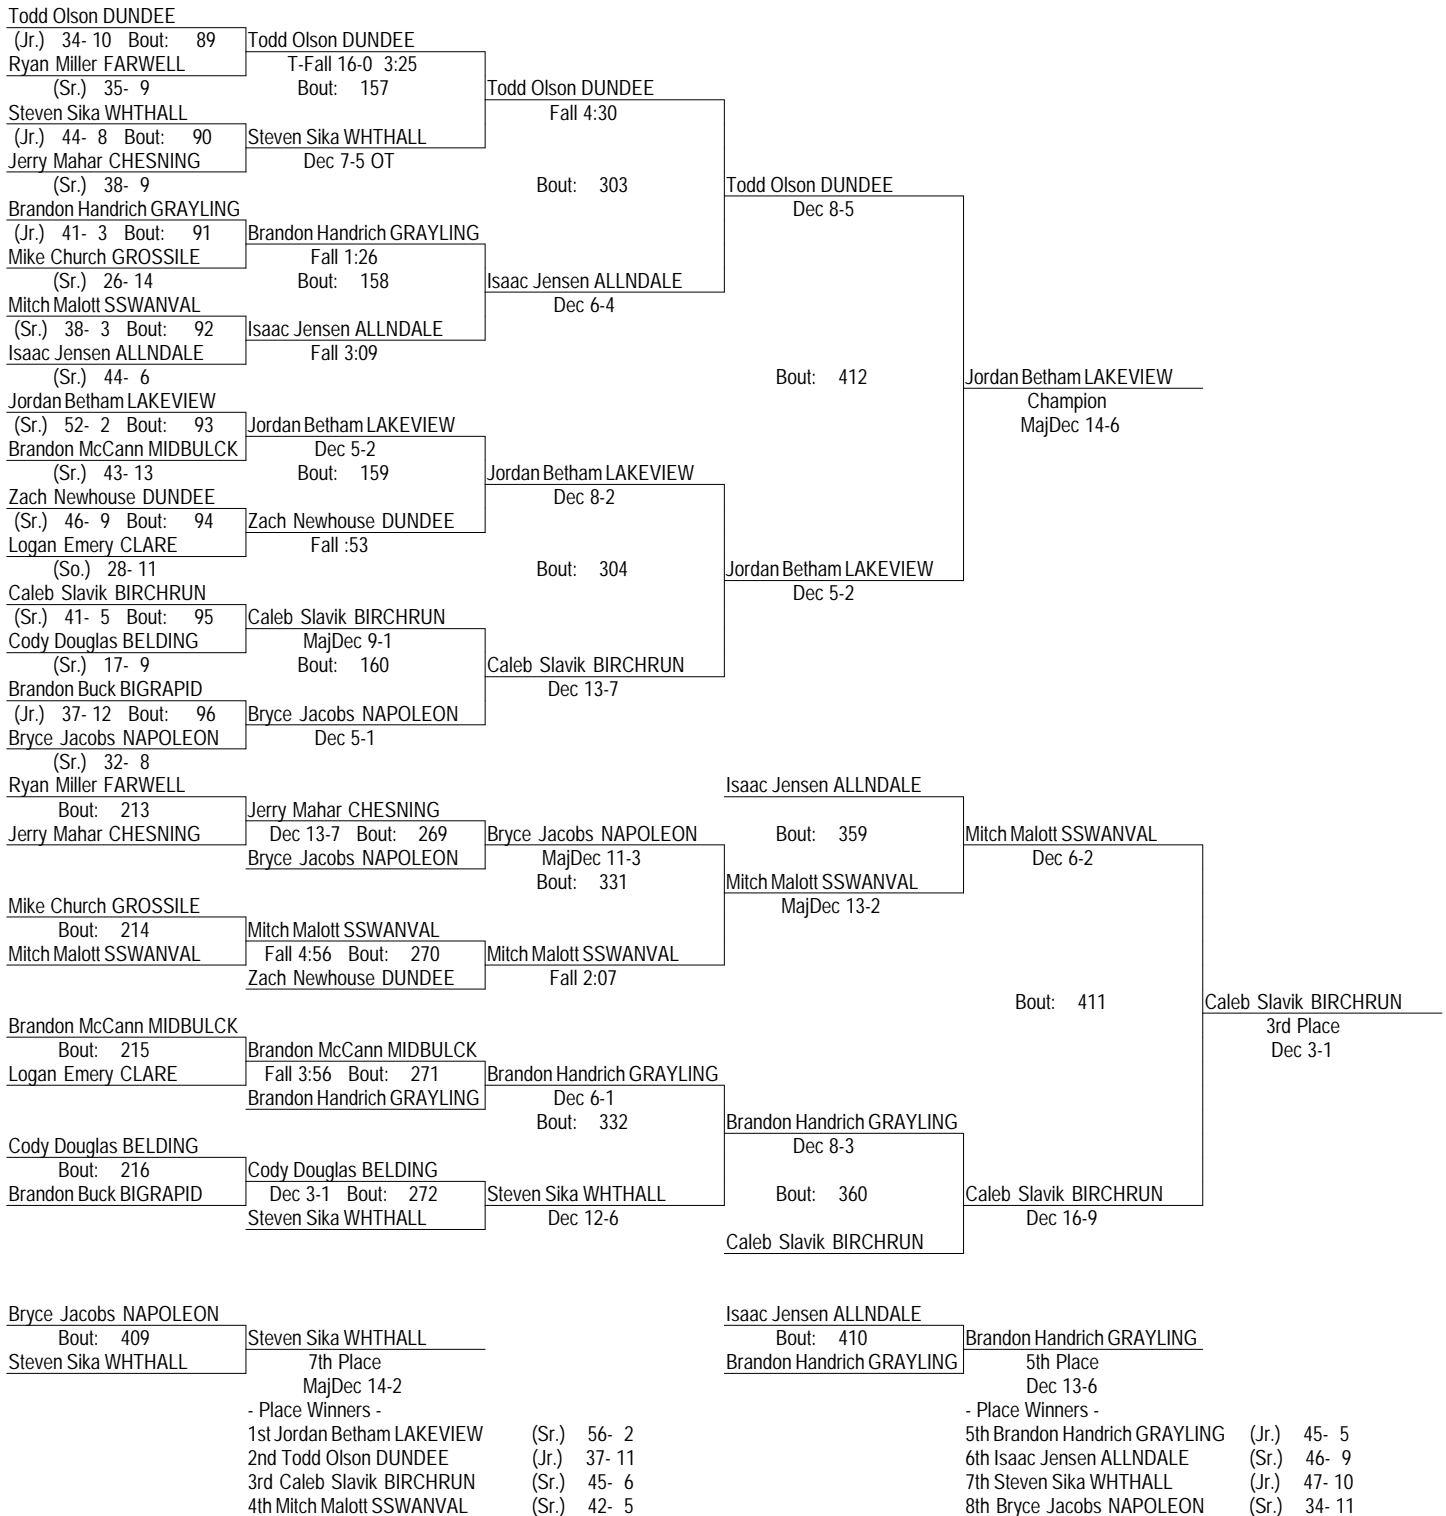 Todd Olson DUNDEE
(Jr.) 34- 10 Bout: 89 Todd Olson DUNDEE
Ryan Miller FARWELL T-Fall 16-0 3:25
(Sr.) 35- 9 Bout: 157 Todd Olson DUNDEE
Steven Sika WHTHALL Fall 4:30
(Jr.) 44- 8 Bout: 90 Steven Sika WHTHALL
Jerry Mahar CHESNING Dec 7-5 OT
(Sr.) 38- 9 Bout: 303 Todd Olson DUNDEE
Brandon Handrich GRAYLING Dec 8-5
(Jr.) 41- 3 Bout: 91 Brandon Handrich GRAYLING
Mike Church GROSSILE Fall 1:26
(Sr.) 26- 14 Bout: 158 Isaac Jensen ALLNDALE
Mitch Malott SSWANVAL Dec 6-4
(Sr.) 38- 3 Bout: 92 Isaac Jensen ALLNDALE
Isaac Jensen ALLNDALE Fall 3:09
(Sr.) 44- 6 Bout: 412 Jordan Betham LAKEVIEW
Jordan Betham LAKEVIEW Champion
(Sr.) 52- 2 Bout: 93 Jordan Betham LAKEVIEW MajDec 14-6
Brandon McCann MIDBULCK Dec 5-2
(Sr.) 43- 13 Bout: 159 Jordan Betham LAKEVIEW
Zach Newhouse DUNDEE Dec 8-2
(Sr.) 46- 9 Bout: 94 Zach Newhouse DUNDEE
Logan Emery CLARE Fall :53
(So.) 28- 11 Bout: 304 Jordan Betham LAKEVIEW
Caleb Slavik BIRCHRUN Dec 5-2
(Sr.) 41- 5 Bout: 95 Caleb Slavik BIRCHRUN
Cody Douglas BELDING MajDec 9-1
(Sr.) 17- 9 Bout: 160 Caleb Slavik BIRCHRUN
Brandon Buck BIGRAPID Dec 13-7
(Jr.) 37- 12 Bout: 96 Bryce Jacobs NAPOLEON
Bryce Jacobs NAPOLEON Dec 5-1
(Sr.) 32- 8
Ryan Miller FARWELL Isaac Jensen ALLNDALE
Bout: 213 Jerry Mahar CHESNING
Jerry Mahar CHESNING Dec 13-7 Bout: 269 Bryce Jacobs NAPOLEON Bout: 359 Mitch Malott SSWANVAL
Bryce Jacobs NAPOLEON MajDec 11-3 Dec 6-2
Bout: 331 Mitch Malott SSWANVAL
Mike Church GROSSILE MajDec 13-2
Bout: 214 Mitch Malott SSWANVAL
Mitch Malott SSWANVAL Fall 4:56 Bout: 270 Mitch Malott SSWANVAL
Zach Newhouse DUNDEE Fall 2:07
Bout: 411 Caleb Slavik BIRCHRUN
Brandon McCann MIDBULCK 3rd Place
Bout: 215 Brandon McCann MIDBULCK Dec 3-1
Logan Emery CLARE Fall 3:56 Bout: 271 Brandon Handrich GRAYLING
Brandon Handrich GRAYLING Dec 6-1
Bout: 332 Brandon Handrich GRAYLING
Cody Douglas BELDING Dec 8-3
Bout: 216 Cody Douglas BELDING
Brandon Buck BIGRAPID Dec 3-1 Bout: 272 Steven Sika WHTHALL Bout: 360 Caleb Slavik BIRCHRUN
Steven Sika WHTHALL Dec 12-6 Dec 16-9
Caleb Slavik BIRCHRUN
Bryce Jacobs NAPOLEON Isaac Jensen ALLNDALE
Bout: 409 Steven Sika WHTHALL Bout: 410 Brandon Handrich GRAYLING
Steven Sika WHTHALL 7th Place Brandon Handrich GRAYLING 5th Place
MajDec 14-2 Dec 13-6
- Place Winners - - Place Winners -
1st Jordan Betham LAKEVIEW (Sr.) 56- 2 5th Brandon Handrich GRAYLING (Jr.) 45- 5
2nd Todd Olson DUNDEE (Jr.) 37- 11 6th Isaac Jensen ALLNDALE (Sr.) 46- 9
3rd Caleb Slavik BIRCHRUN (Sr.) 45- 6 7th Steven Sika WHTHALL (Jr.) 47- 10
4th Mitch Malott SSWANVAL (Sr.) 42- 5 8th Bryce Jacobs NAPOLEON (Sr.) 34- 11